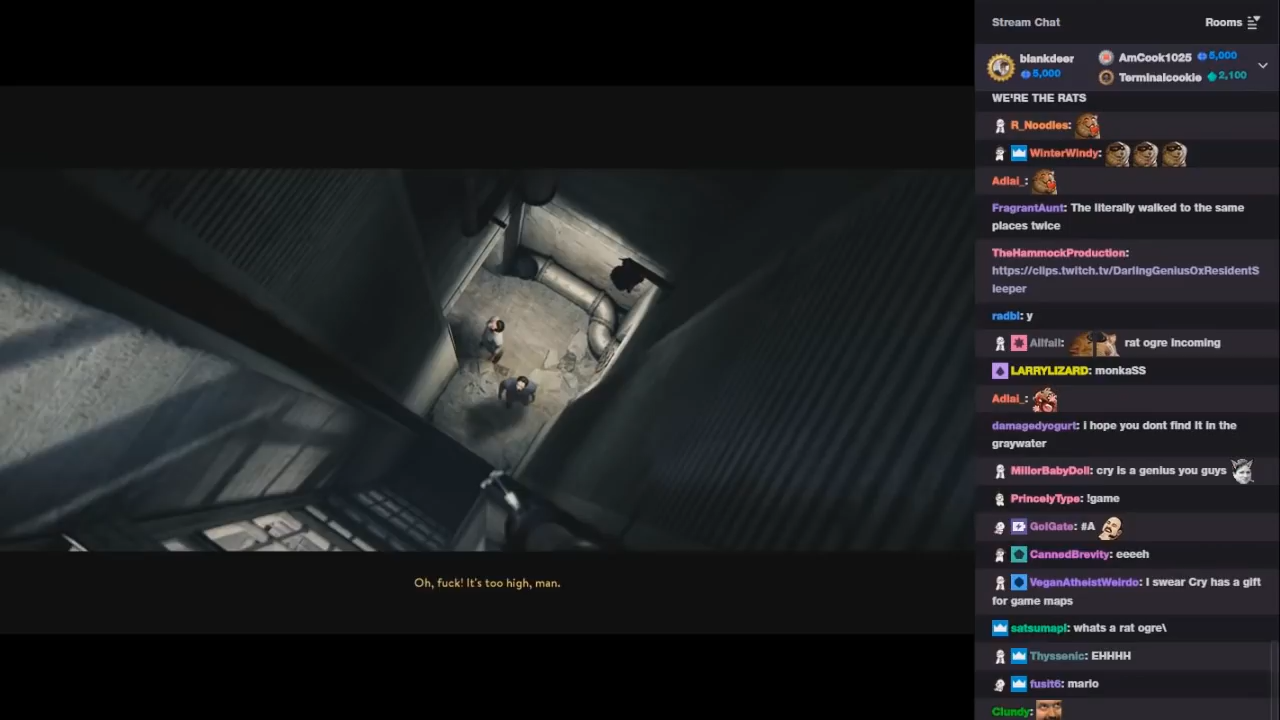 Stream Chat
Rooms
blankdeer
5,000
AmCook1025 5,000
Terminalcookie 2,100
WE'RE THE RATS
R_Noodles:
WinterWindy:
Adlai_:
FragrantAunt: The literally walked to the same
places twice
TheHammockProduction:
https://clips.twitch.tv/DarlingGeniusOxResidentS
leeper
radbi: y
Allfall: rat ogre incoming
LARRYLIZARD: monkaSS
Adlai_:
damagedyogurt: I hope you dont find it in the
graywater
MillorBabyDoll: cry is a genius you guys
PrincelyType: !game
GolGate: #A
CannedBrevity: eeeeh
VeganAtheistWeirdo: I swear Cry has a gift
for game maps
satsumapi: whats a rat ogre\
Thyssenic: EHHHH
fusit6: mario
Clundy:
Oh, fuck! It's too high, man.